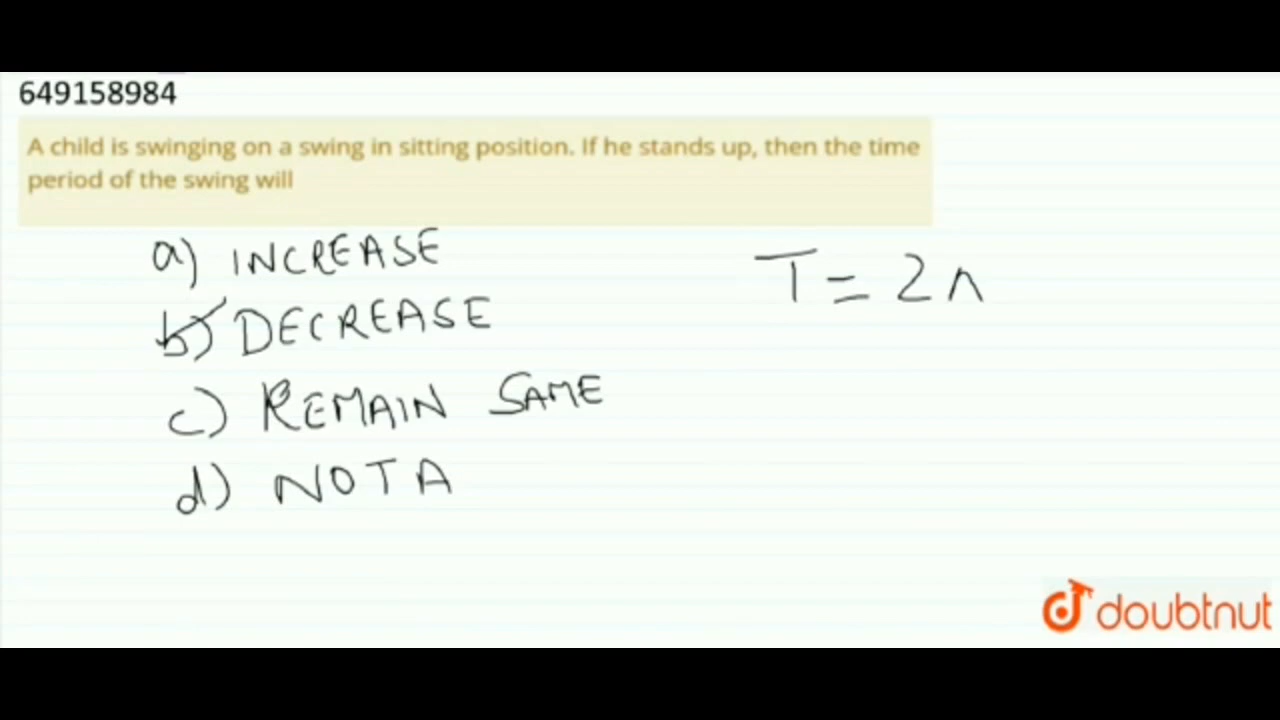 649158984
A child is swinging on a swing in sitting position. If he stands up, then the time
period of the swing will
a) INCREASE
b) DECREASE
c) REMAIN SAME
d) NOTA
T = 2
doubtnut